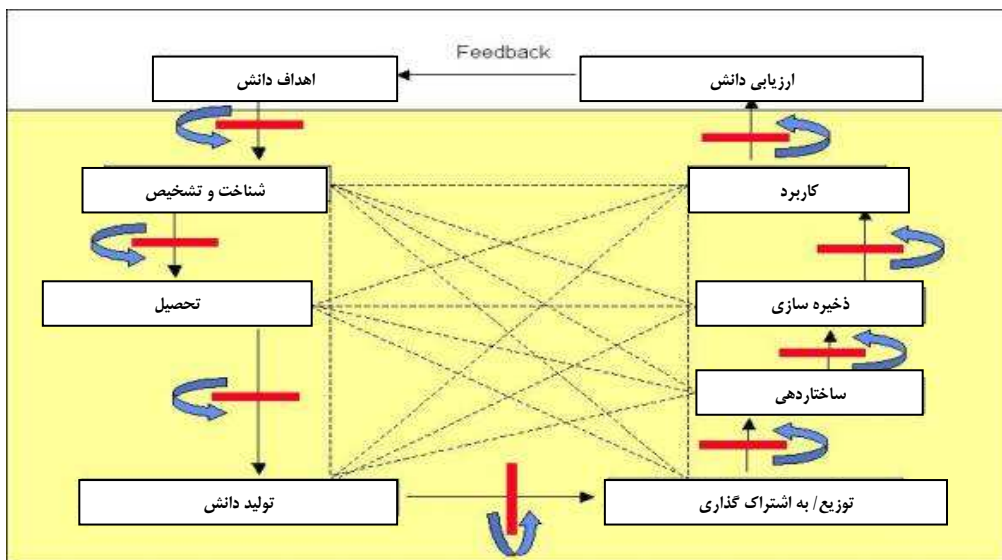 Feedback
اهداف دانش
ارزیابی دانش
شناخت و تشخیص
کاربرد
تحصیل
ذخیره سازی
ساختاردهی
تولید دانش
توزیع/ به اشتراک گذاری